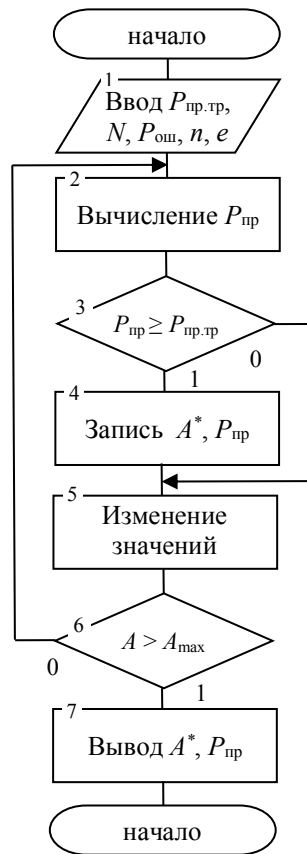 начало
1
Ввод Pпр.тр,
N, Pош, n, e
2
Вычисление Pпр
3
Pпр ≥ Pпр.тр
0
1
4
Запись A*, Pпр
5
Изменение
значений
6
A > Amax
0
1
7
Вывод A*, Pпр
начало